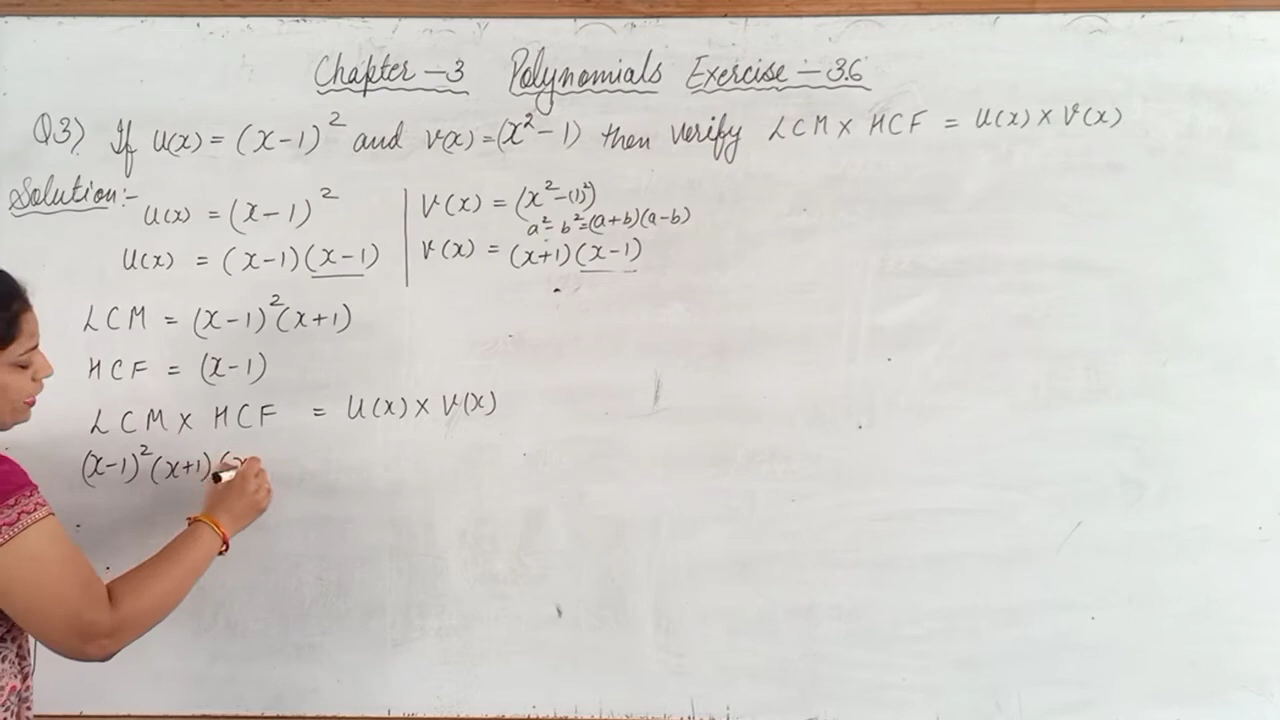 Chapter - 3 Polynomials Exercise - 3.6
Q3) If u(x) = (x-1)² and v(x) = (x²-1) then verify LCM × HCF = u(x) × v(x)
Solution:-
u(x) = (x-1)²
u(x) = (x-1)(x-1)
v(x) = (x²-(1)²)
a²-b²=(a+b)(a-b)
v(x) = (x+1)(x-1)
LCM = (x-1)²(x+1)
HCF = (x-1)
LCM × HCF = u(x) × v(x)
(x-1)²(x+1)(x